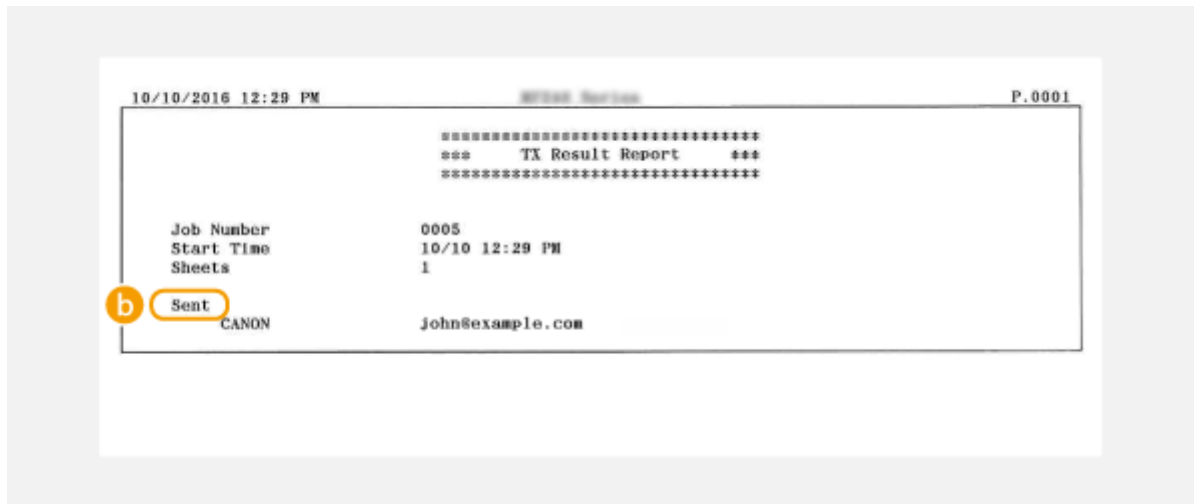 10/10/2016 12:29 PM P.0001
********************************
*** TX Result Report ***
********************************
Job Number 0005
Start Time 10/10 12:29 PM
Sheets 1
b Sent
CANON john@example.com